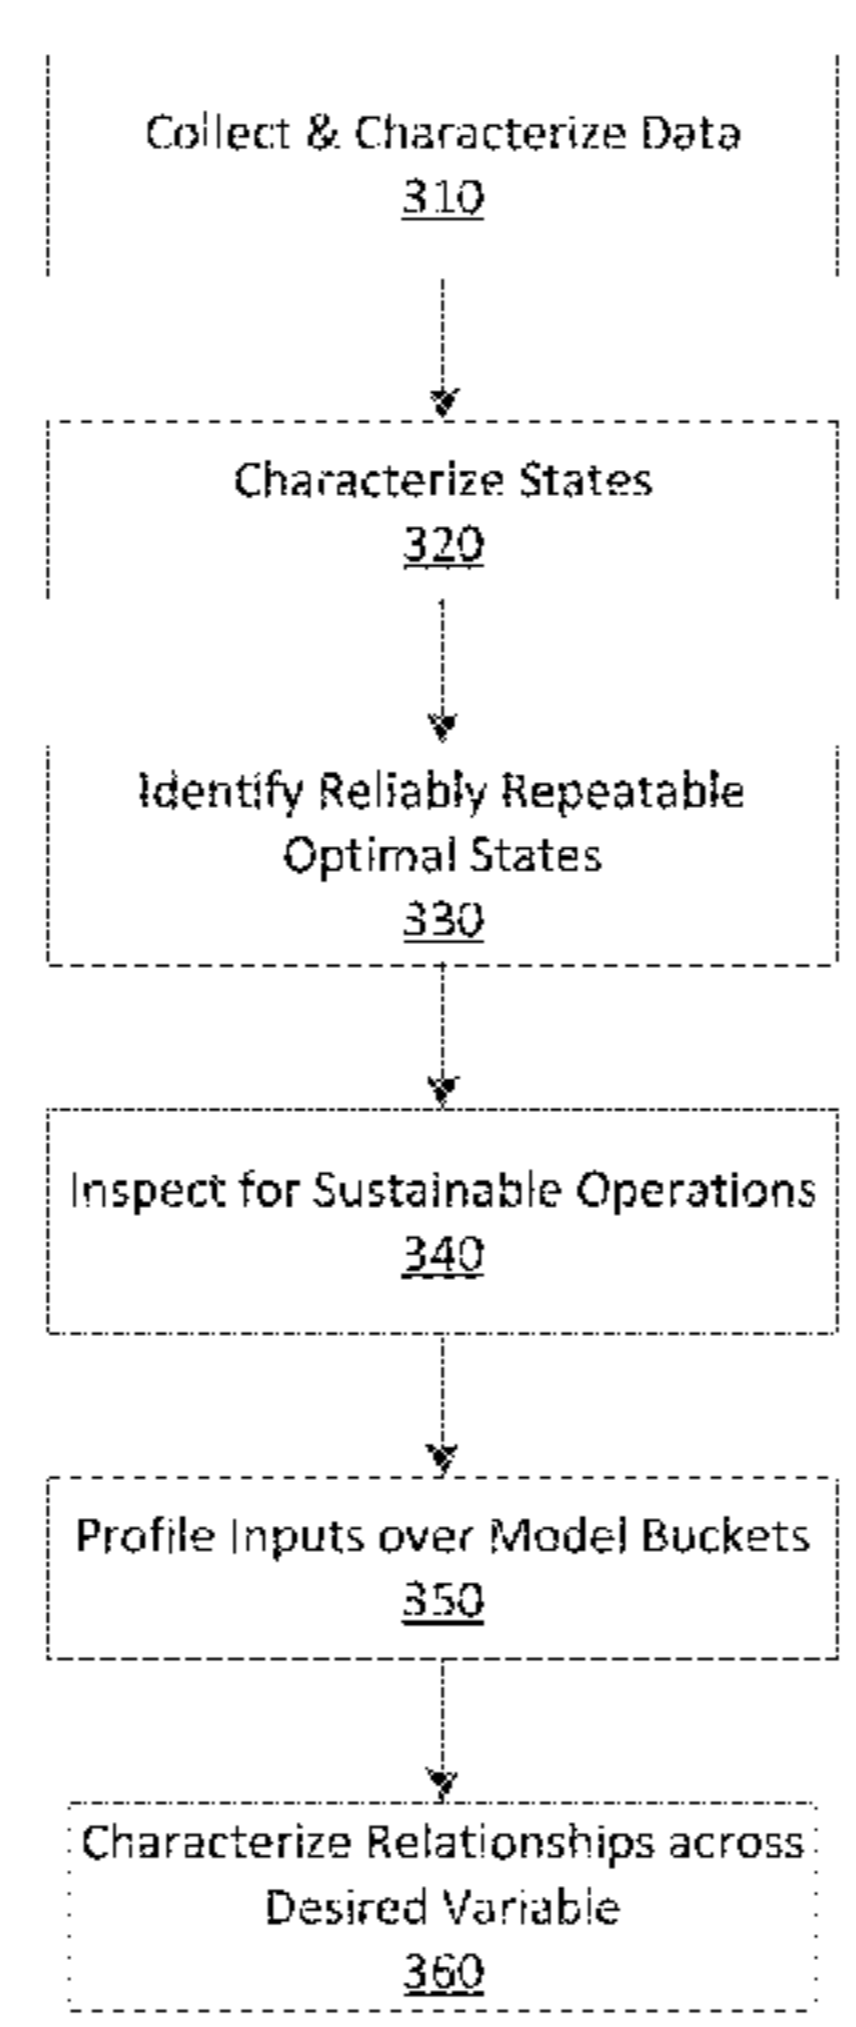 Collect & Characterize Data
310
Characterize States
320
Identify Reliably Repeatable
Optimal States
330
Inspect for Sustainable Operations
340
Profile Inputs over Model Buckets
350
Characterize Relationships across
Desired Variable
360